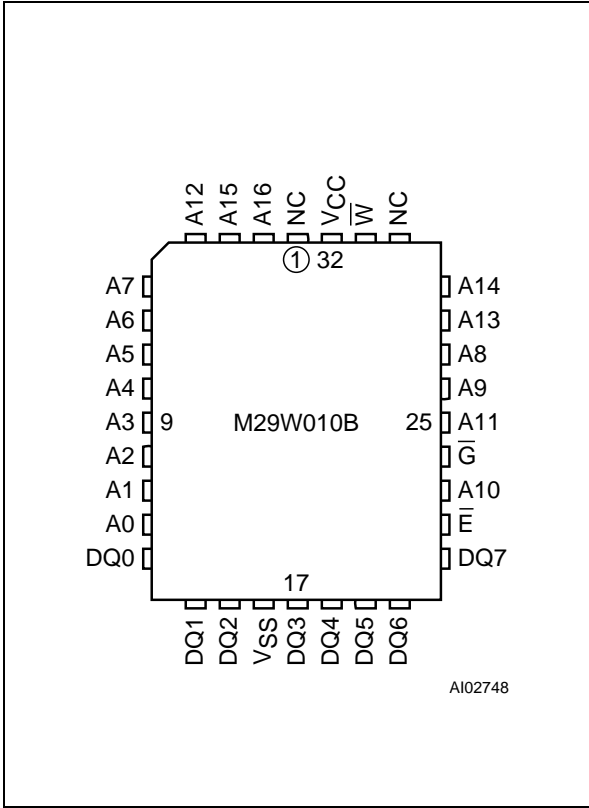 A12 A15 A16 NC VCC W̅ NC
1 32
A7 A14
A6 A13
A5 A8
A4 A9
A3 9 M29W010B 25 A11
A2 G̅
A1 A10
A0 E̅
DQ0 DQ7
17
DQ1 DQ2 VSS DQ3 DQ4 DQ5 DQ6
AI02748